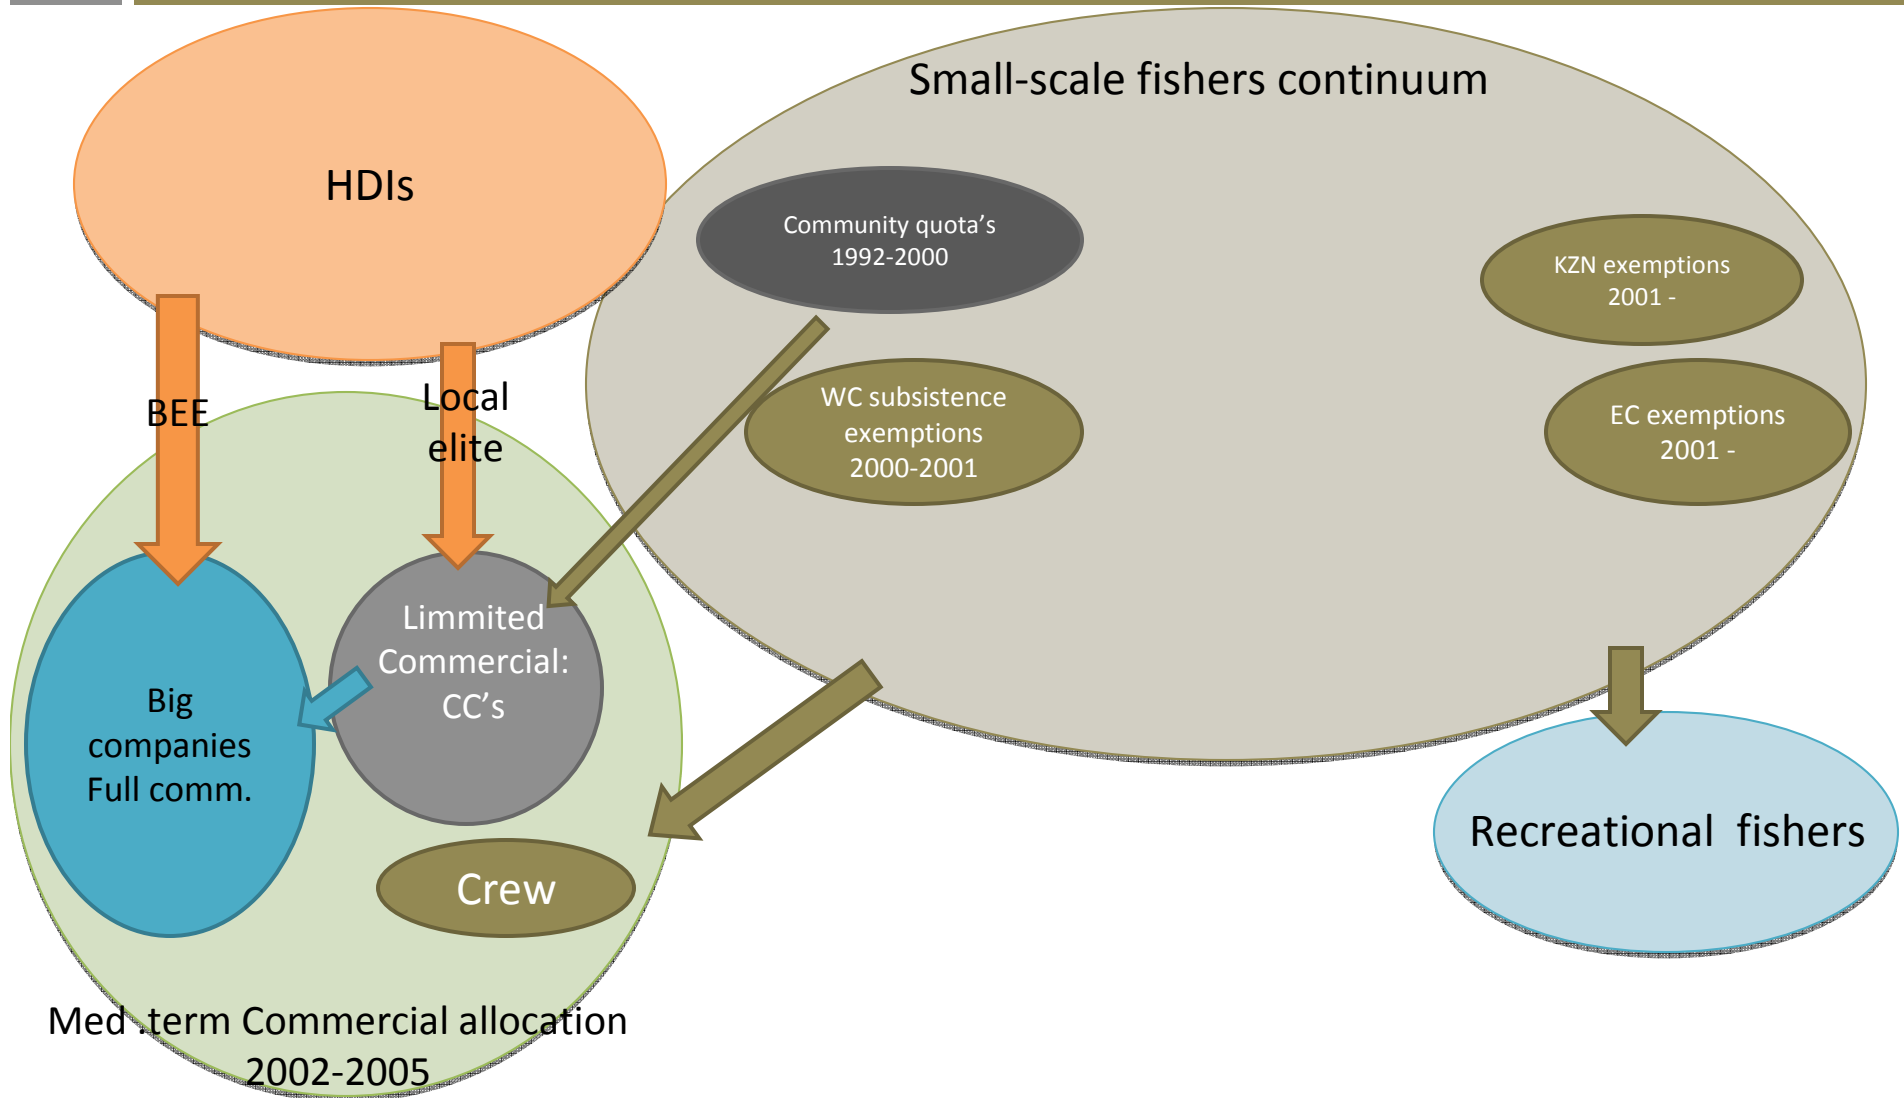 Small-scale fishers continuum
HDIs
Community quota's
1992-2000
KZN exemptions
2001 -
BEE
Local
elite
WC subsistence
exemptions
2000-2001
EC exemptions
2001 -
Limmited
Commercial:
CC's
Big
companies
Full comm.
Crew
Recreational  fishers
Med .term Commercial allocation
2002-2005